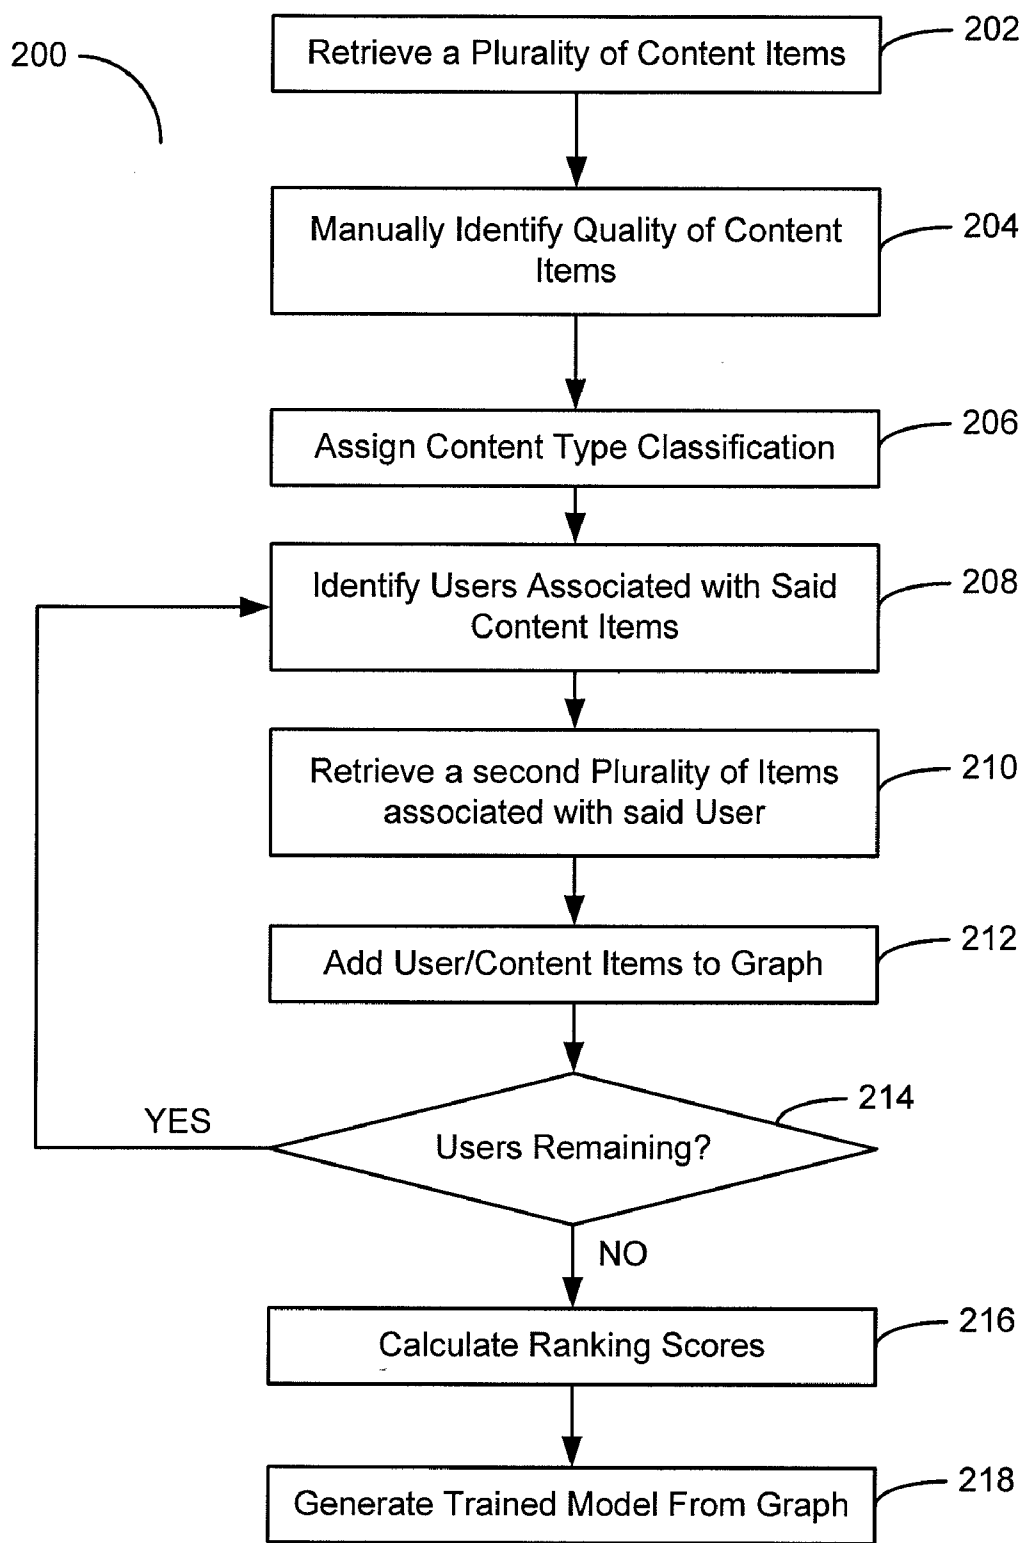 200
Retrieve a Plurality of Content Items
202
Manually Identify Quality of Content
Items
204
Assign Content Type Classification
206
Identify Users Associated with Said
Content Items
208
Retrieve a second Plurality of Items
associated with said User
210
Add User/Content Items to Graph
212
YES
Users Remaining?
214
NO
Calculate Ranking Scores
216
Generate Trained Model From Graph
218